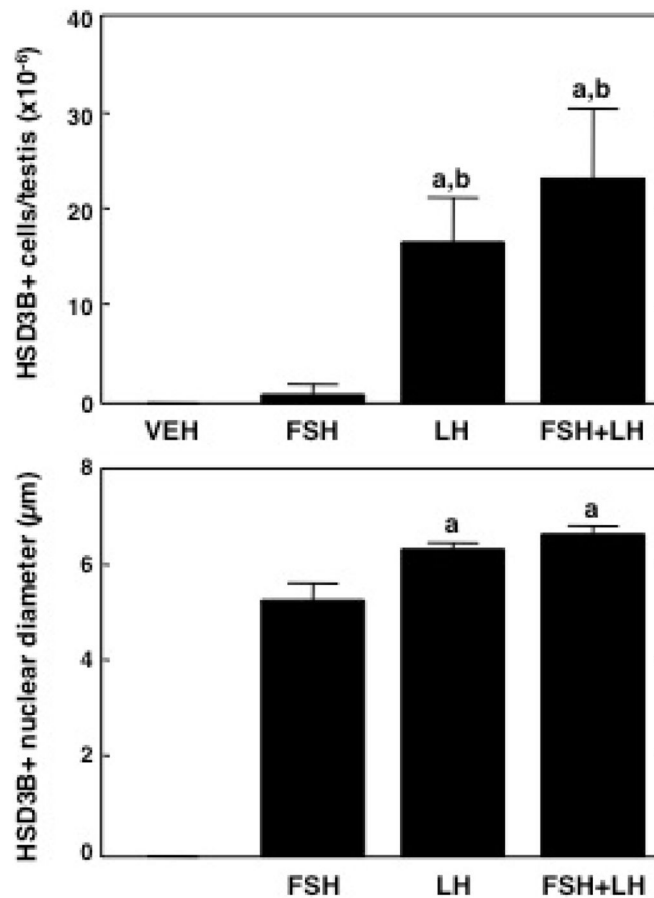 HSD3B+ cells/testis (x10⁻⁶)
40
30
20
10
0
a,b
a,b
VEH FSH LH FSH+LH
HSD3B+ nuclear diameter (µm)
8
6
4
2
0
a
a
FSH LH FSH+LH